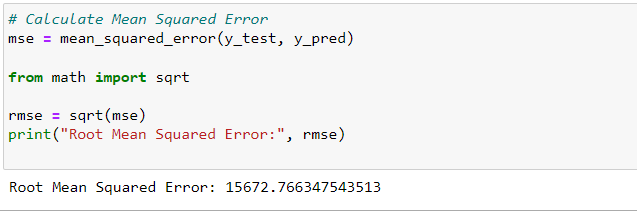 # Calculate Mean Squared Error
mse = mean_squared_error(y_test, y_pred)
from math import sqrt
rmse = sqrt(mse)
print("Root Mean Squared Error:", rmse)
Root Mean Squared Error: 15672.766347543513